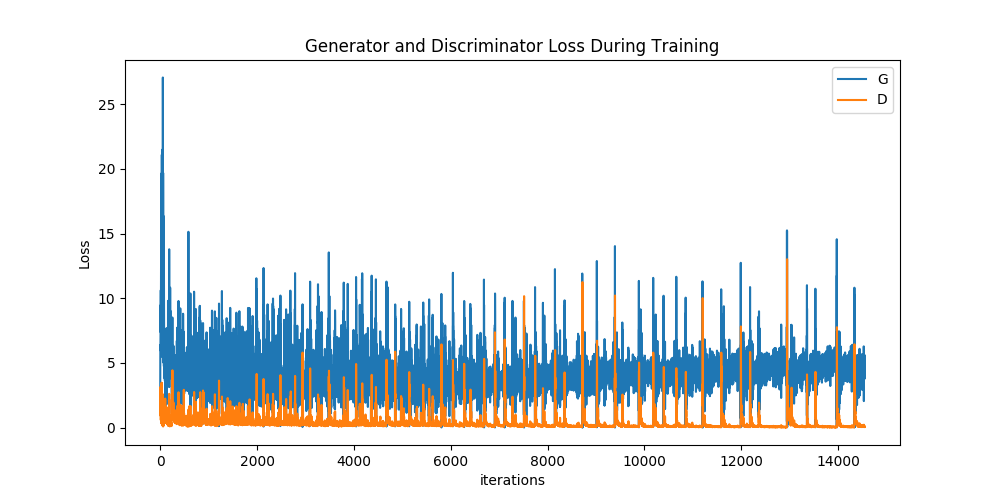 Generator and Discriminator Loss During Training
G
D
25
20
15
10
5
0
Loss
0 2000 4000 6000 8000 10000 12000 14000
iterations